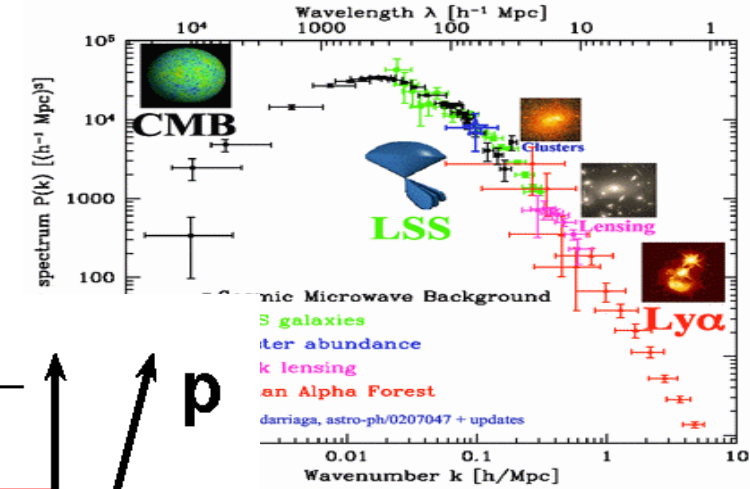 Wavelength λ [h⁻¹ Mpc]
10⁴ 1000 100 10 1
10⁵
CMB
10⁴
Clusters
spectrum P(k) [(h⁻¹ Mpc)³]
1000
LSS
Lensing
100
Cosmic Microwave Background
S galaxies
Lyα
ter abundance
k lensing
p
an Alpha Forest
darriaga, astro-ph/0207047 + updates
0.01 0.1 1 10
Wavenumber k [h/Mpc]